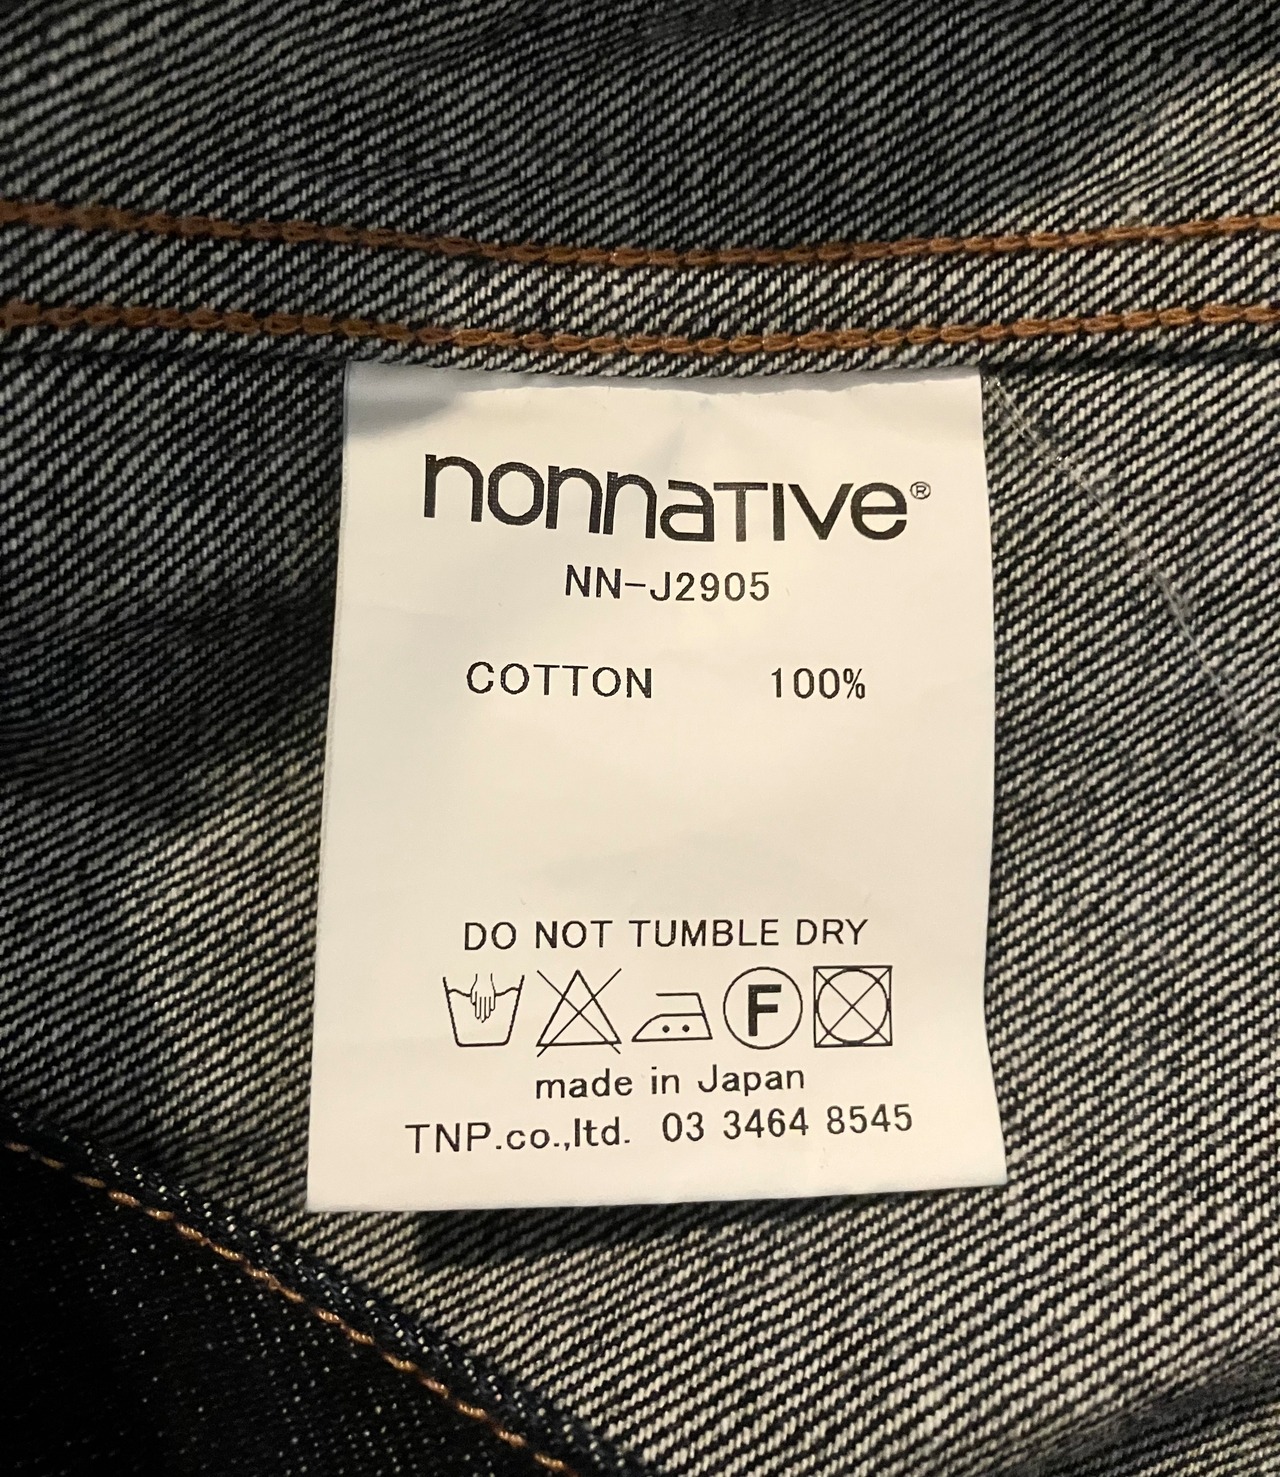 nonnative®
NN-J2905
COTTON 100%
DO NOT TUMBLE DRY
F
made in Japan
TNP.co.,ltd. 03 3464 8545